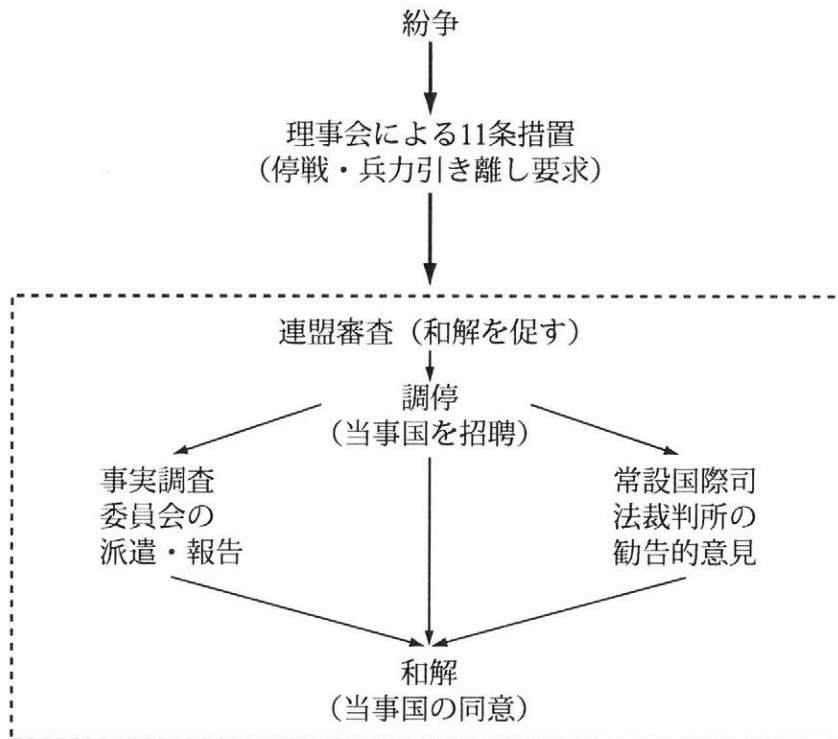 紛争
理事会による11条措置
（停戦・兵力引き離し要求）
連盟審査（和解を促す）
調停
（当事国を招聘）
事実調査
委員会の
派遣・報告
常設国際司
法裁判所の
勧告的意見
和解
（当事国の同意）